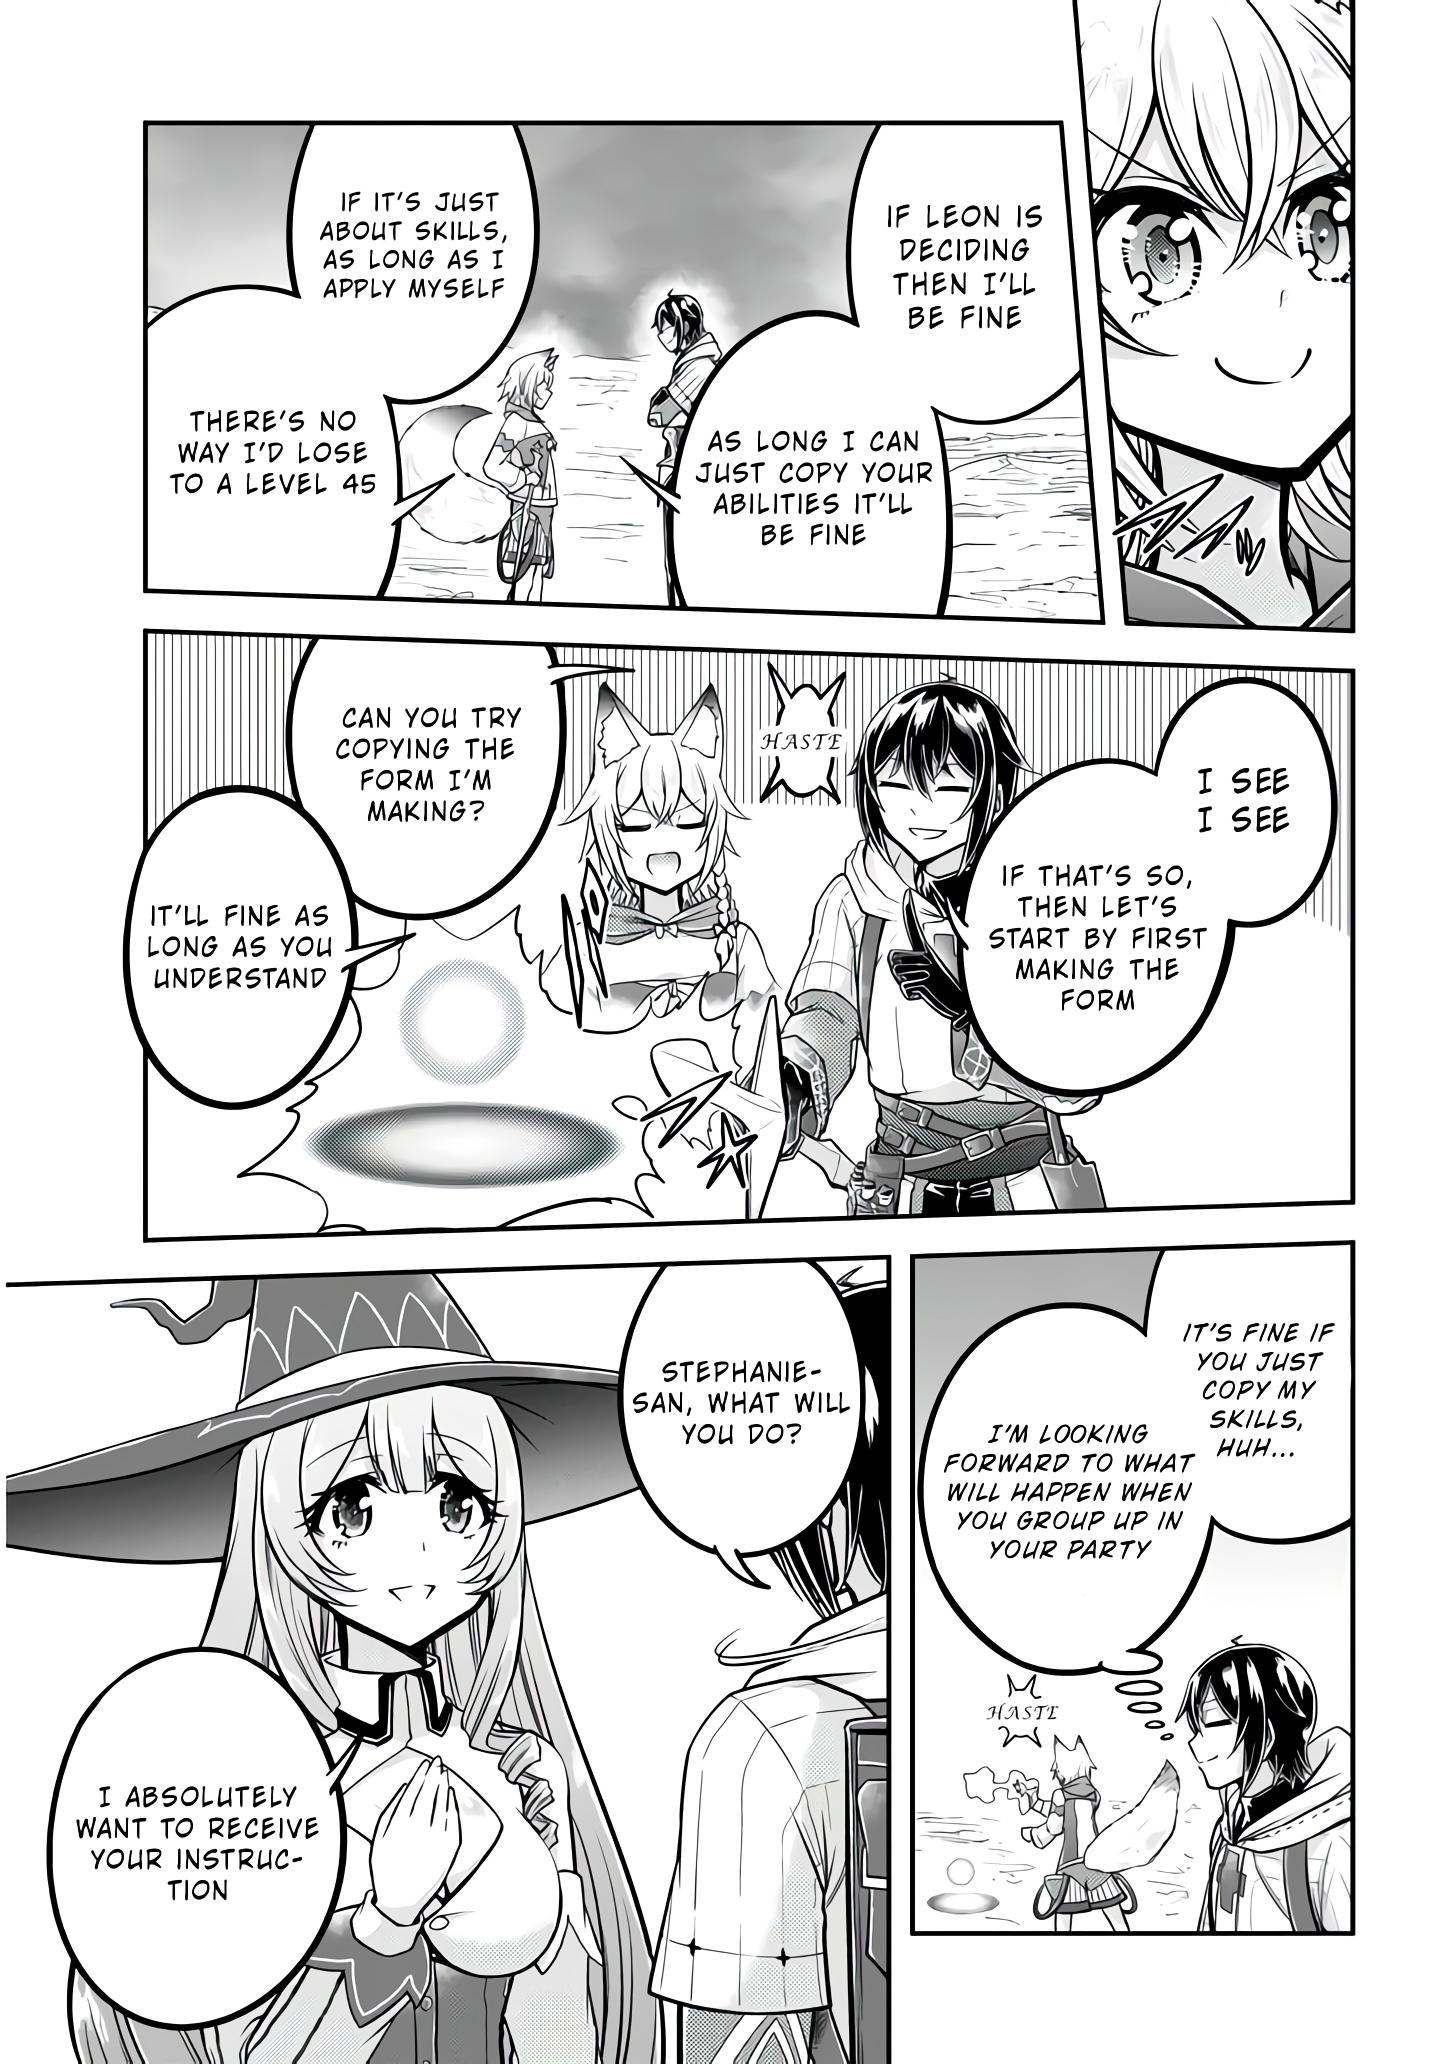 IF LEON IS
DECIDING
THEN I'LL
BE FINE
AS LONG I CAN
JUST COPY YOUR
ABILITIES IT'LL
BE FINE
IF IT'S JUST
ABOUT SKILLS,
AS LONG AS I
APPLY MYSELF
THERE'S NO
WAY I'D LOSE
TO A LEVEL 45
I SEE
I SEE
IF THAT'S SO,
THEN LET'S
START BY FIRST
MAKING THE
FORM
HASTE
CAN YOU TRY
COPYING THE
FORM I'M
MAKING?
IT'LL FINE AS
LONG AS YOU
UNDERSTAND
IT'S FINE IF
YOU JUST
COPY MY
SKILLS,
HUH...
I'M LOOKING
FORWARD TO WHAT
WILL HAPPEN WHEN
YOU GROUP UP IN
YOUR PARTY
HASTE
STEPHANIE-
SAN, WHAT WILL
YOU DO?
I ABSOLUTELY
WANT TO RECEIVE
YOUR INSTRUC-
TION